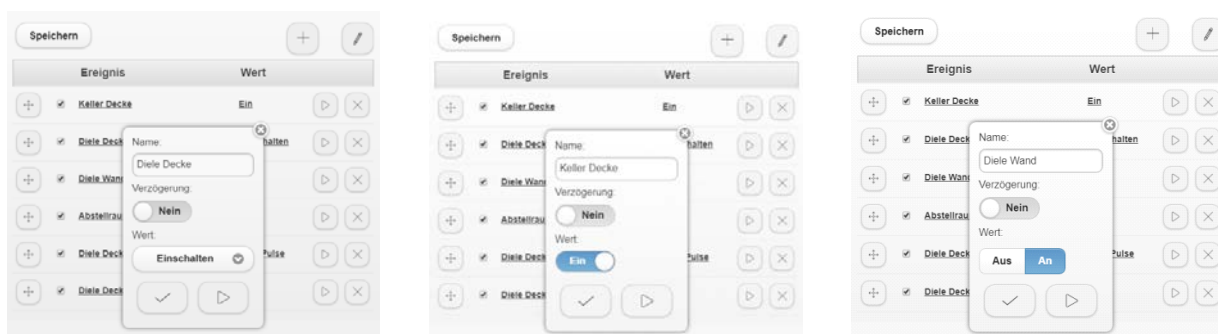 Speichern
Ereignis Wert
Keller Decke Ein
Diele Deck halten
Name:
Diele Decke
Diele Wand
Verzögerung:
Nein
Abstellrau
Wert:
Diele Deck Pulse
Einschalten
Diele Deck
Speichern
Ereignis Wert
Keller Decke Ein
Diele Deck halten
Name:
Keller Decke
Diele Wand
Verzögerung:
Nein
Abstellrau
Wert:
Diele Deck Pulse
Ein
Diele Deck
Speichern
Ereignis Wert
Keller Decke Ein
Diele Deck halten
Name:
Diele Wand
Diele Wand
Verzögerung:
Nein
Abstellrau
Wert:
Diele Deck Pulse
Aus An
Diele Deck